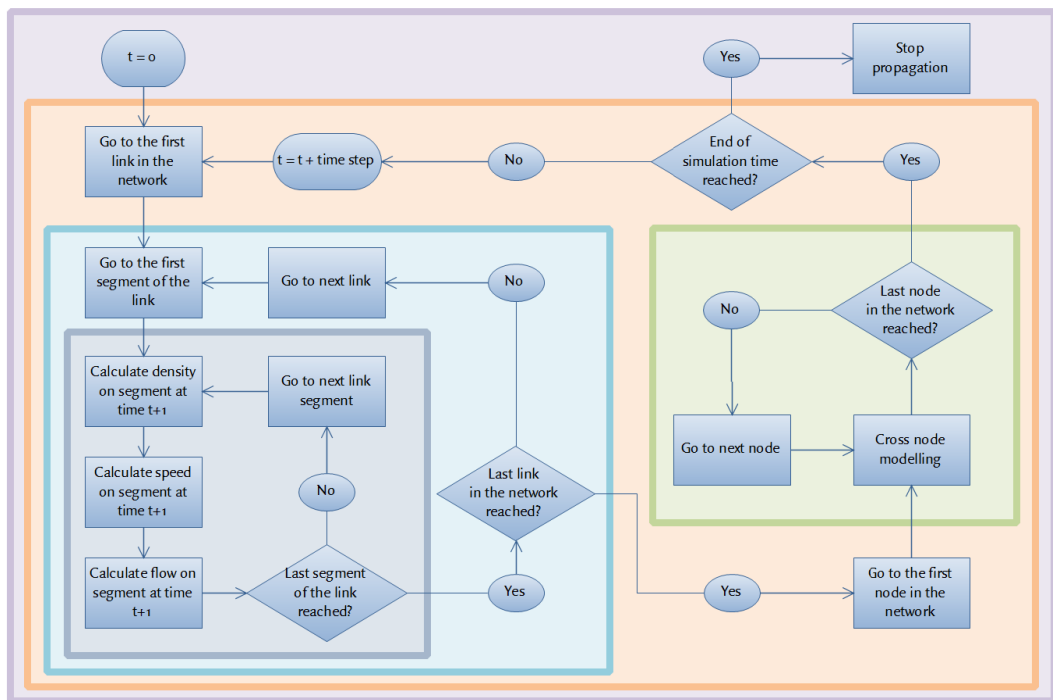 t = 0
Yes
Stop
propagation
Go to the first
link in the
network
t = t + time step
No
End of
simulation time
reached?
Yes
Go to the first
segment of the
link
Go to next link
No
No
Last node
in the network
reached?
Calculate density
on segment at
time t+1
Go to next link
segment
Go to next node
Cross node
modelling
Calculate speed
on segment at
time t+1
No
Last link
in the network
reached?
Calculate flow on
segment at time
t+1
Last segment
of the link
reached?
Yes
Yes
Go to the first
node in the
network